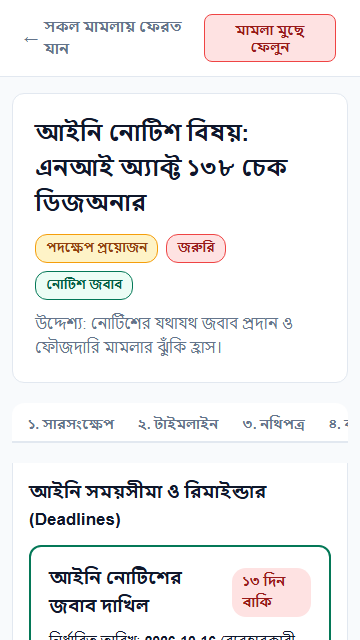 ← সকল মামলায় ফেরত
যান
মামলা মুছে
ফেলুন
আইনি নোটিশ বিষয়:
এনআই অ্যাক্ট ১৩৮ চেক
ডিজঅনার
পদক্ষেপ প্রয়োজন
জরুরি
নোটিশ জবাব
উদ্দেশ্য: নোটিশের যথাযথ জবাব প্রদান ও
ফৌজদারি মামলার ঝুঁকি হ্রাস।
১. সারসংক্ষেপ ২. টাইমলাইন ৩. নথিপত্র ৪.
আইনি সময়সীমা ও রিমাইন্ডার
(Deadlines)
আইনি নোটিশের
জবাব দাখিল
১৩ দিন
বাকি